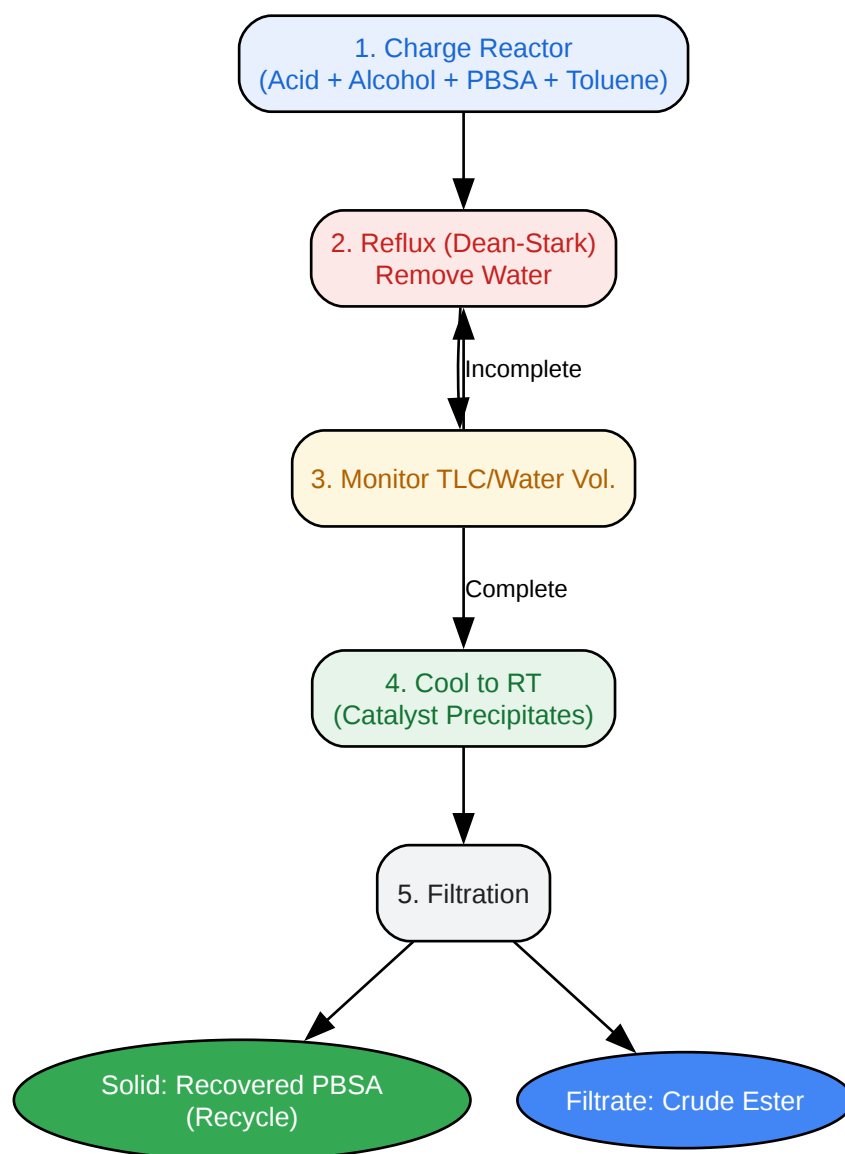 1. Charge Reactor
(Acid + Alcohol + PBSA + Toluene)
2. Reflux (Dean-Stark)
Remove Water
Incomplete
3. Monitor TLC/Water Vol.
Complete
4. Cool to RT
(Catalyst Precipitates)
5. Filtration
Solid: Recovered PBSA
(Recycle)
Filtrate: Crude Ester